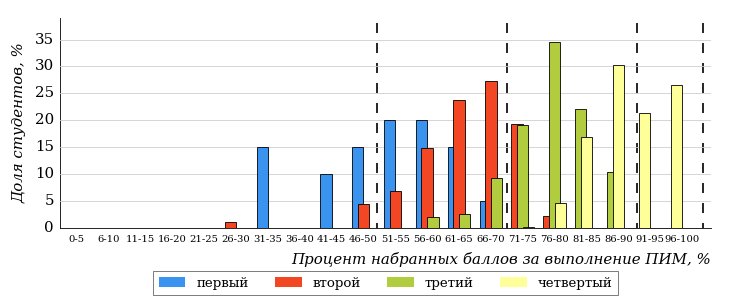 Доля студентов, %
35
30
25
20
15
10
5
0
0-5 6-10 11-15 16-20 21-25 26-30 31-35 36-40 41-45 46-50 51-55 56-60 61-65 66-70 71-75 76-80 81-85 86-90 91-95 96-100
Процент набранных баллов за выполнение ПИМ, %
первый второй третий четвертый